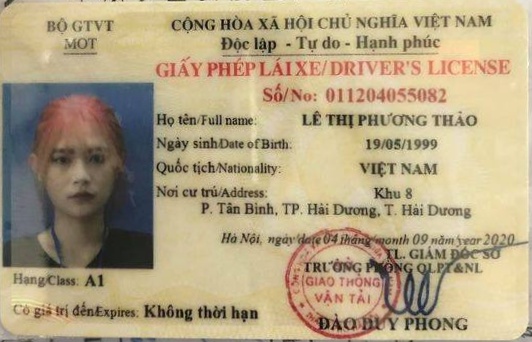 BỘ GTVT
MOT
CỘNG HÒA XÃ HỘI CHỦ NGHĨA VIỆT NAM
Độc lập - Tự do - Hạnh phúc
GIẤY PHÉP LÁI XE/ DRIVER'S LICENSE
Số/No: 011204055082
Họ tên/Full name: LÊ THỊ PHƯƠNG THẢO
Ngày sinh/Date of Birth: 19/05/1999
Quốc tịch/Nationality: VIỆT NAM
Nơi cư trú/Address: Khu 8
P. Tân Bình, TP. Hải Dương, T. Hải Dương
Hà Nội, ngày/date 04 tháng/month 09 năm/year 2020
TL. GIÁM ĐỐC SỞ
TRƯỞNG PHÒNG QLPT&NL
Hạng/Class: A1
GIAO THÔNG
VẬN TẢI
Có giá trị đến/Expires: Không thời hạn
ĐÀO DUY PHONG